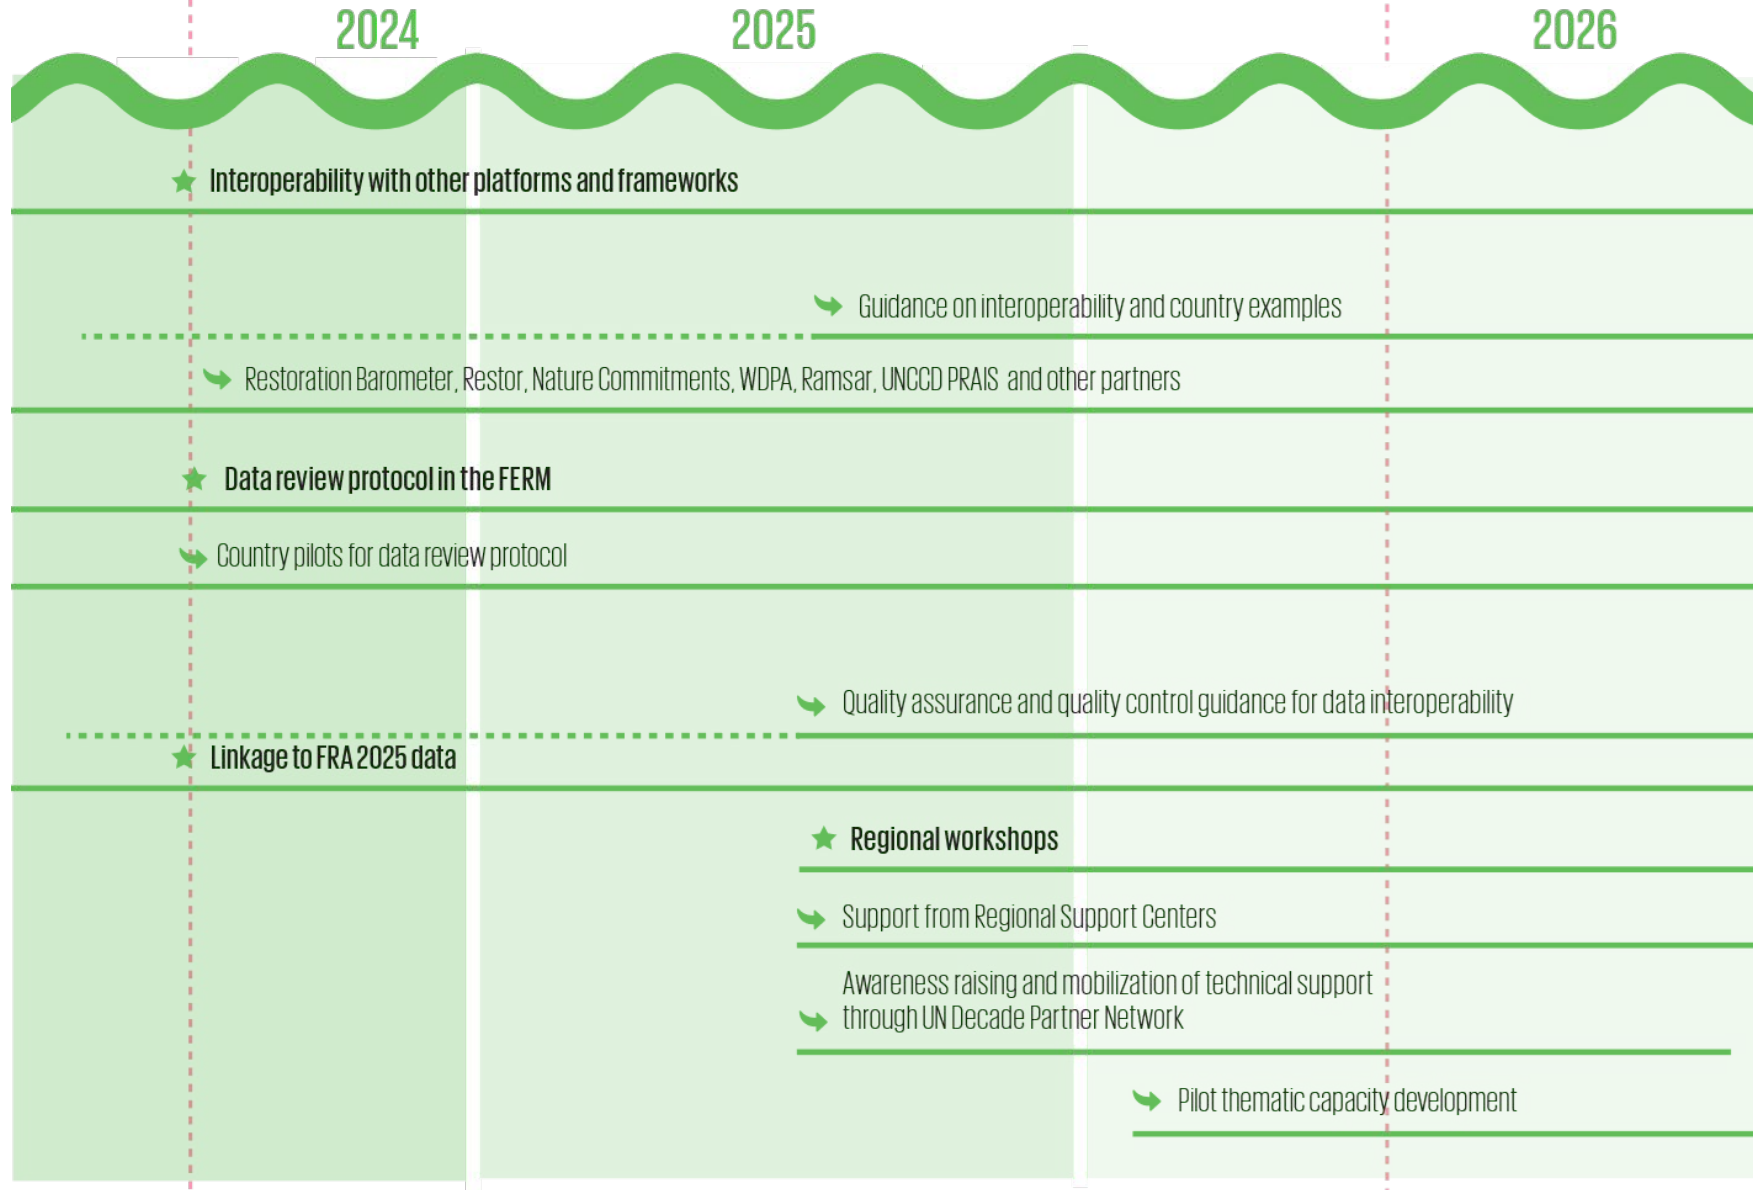 2024
2025
2026
Interoperability with other platforms and frameworks
Guidance on interoperability and country examples
Restoration Barometer, Restor, Nature Commitments, WDPA, Ramsar, UNCCD PRAIS and other partners
Data review protocol in the FERM
Country pilots for data review protocol
Quality assurance and quality control guidance for data interoperability
Linkage to FRA 2025 data
Regional workshops
Support from Regional Support Centers
Awareness raising and mobilization of technical support
through UN Decade Partner Network
Pilot thematic capacity development